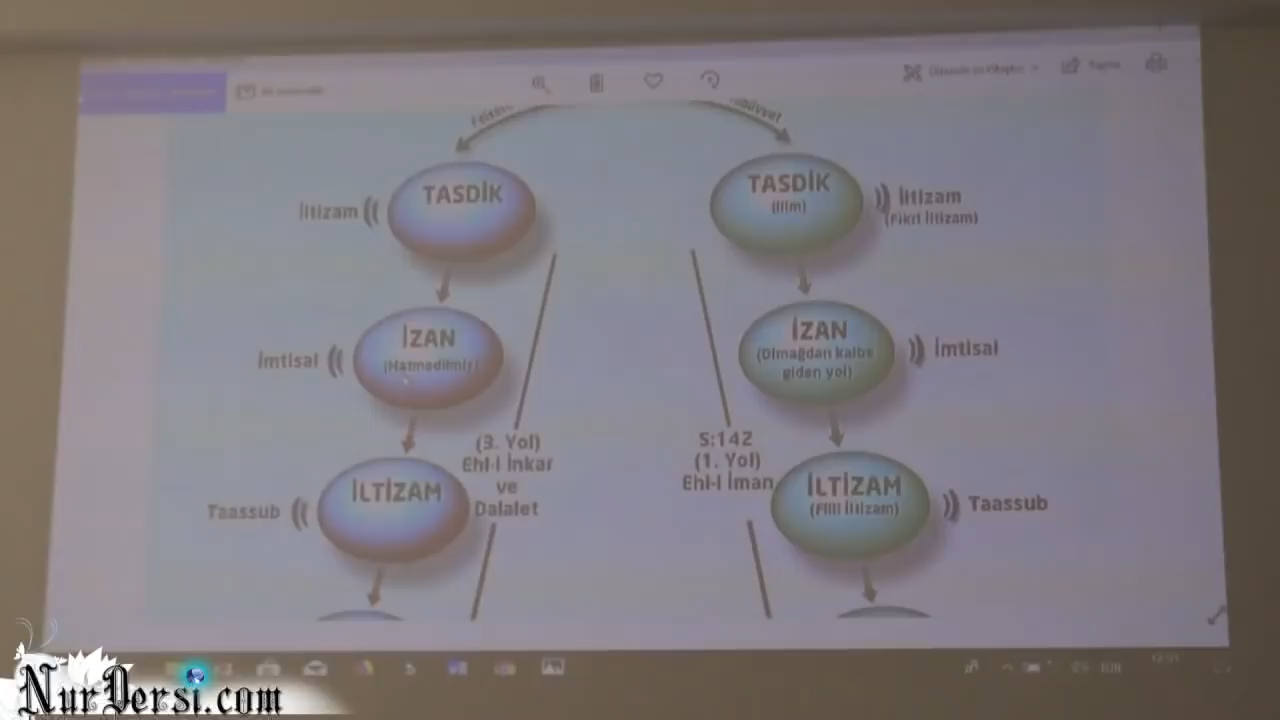 TASDİK
İltizam
İZAN
İmtisal
(3. Yol)
Ehl-i İnkar
ve
Dalalet
İLTİZAM
Taassub
TASDİK
(İlim)
İltizam
(Fikri İltizam)
İZAN
(Dimağdan kalbe
giden yol)
İmtisal
S:142
(1. Yol)
Ehl-i İman
İLTİZAM
(Fiili İltizam)
Taassub
NurDersi.com